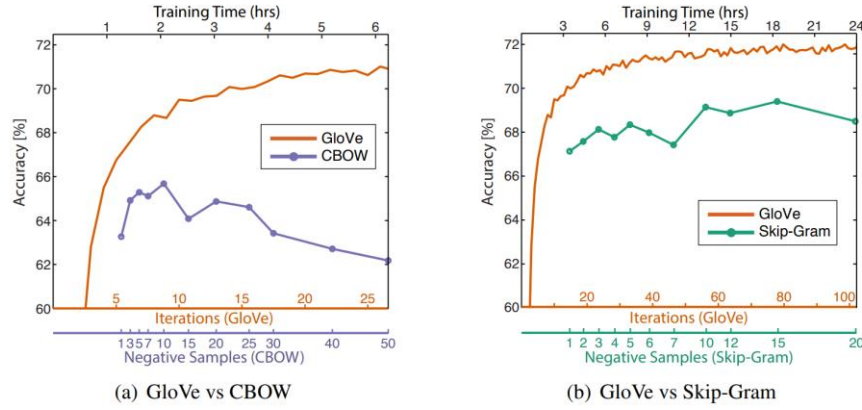 Training Time (hrs)
1 2 3 4 5 6
72
70
68
66
64
62
60
Accuracy [%]
GloVe
CBOW
5 10 15 20 25
Iterations (GloVe)
1 3 5 7 10 15 20 25 30 40 50
Negative Samples (CBOW)
(a) GloVe vs CBOW
Training Time (hrs)
3 6 9 12 15 18 21 24
72
70
68
66
64
62
60
Accuracy [%]
GloVe
Skip-Gram
20 40 60 80 100
Iterations (GloVe)
1 2 3 4 5 6 7 10 12 15 20
Negative Samples (Skip-Gram)
(b) GloVe vs Skip-Gram